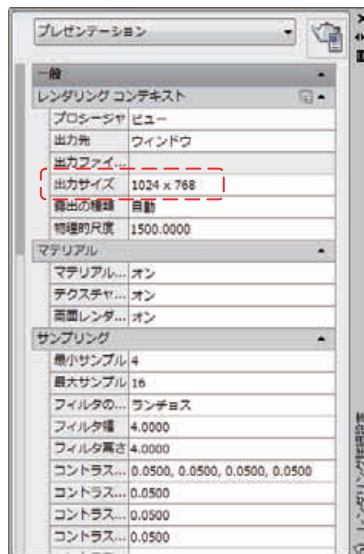 プレゼンテーション
一般
レンダリング コンテキスト
プロシージャ ビュー
出力先 ウィンドウ
出力ファイ...
出力サイズ 1024 x 768
露出の種類 自動
物理的尺度 1500.0000
マテリアル
マテリアル... オン
テクスチャ... オン
両面レンダ... オン
サンプリング
最小サンプル 4
最大サンプル 16
フィルタの... ランチョス
フィルタ幅 4.0000
フィルタ高さ 4.0000
コントラス... 0.0500, 0.0500, 0.0500, 0.0500
コントラス... 0.0500
コントラス... 0.0500
コントラス... 0.0500